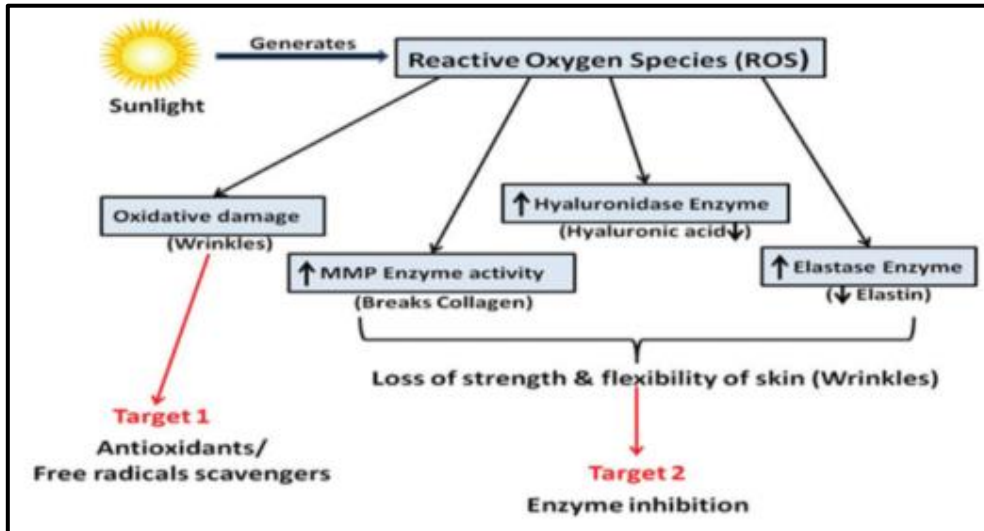 Generates
Reactive Oxygen Species (ROS)
Sunlight
Oxidative damage
(Wrinkles)
↑ Hyaluronidase Enzyme
(Hyaluronic acid↓)
↑ MMP Enzyme activity
(Breaks Collagen)
↑ Elastase Enzyme
(↓ Elastin)
Loss of strength & flexibility of skin (Wrinkles)
Target 1
Antioxidants/
Free radicals scavengers
Target 2
Enzyme inhibition